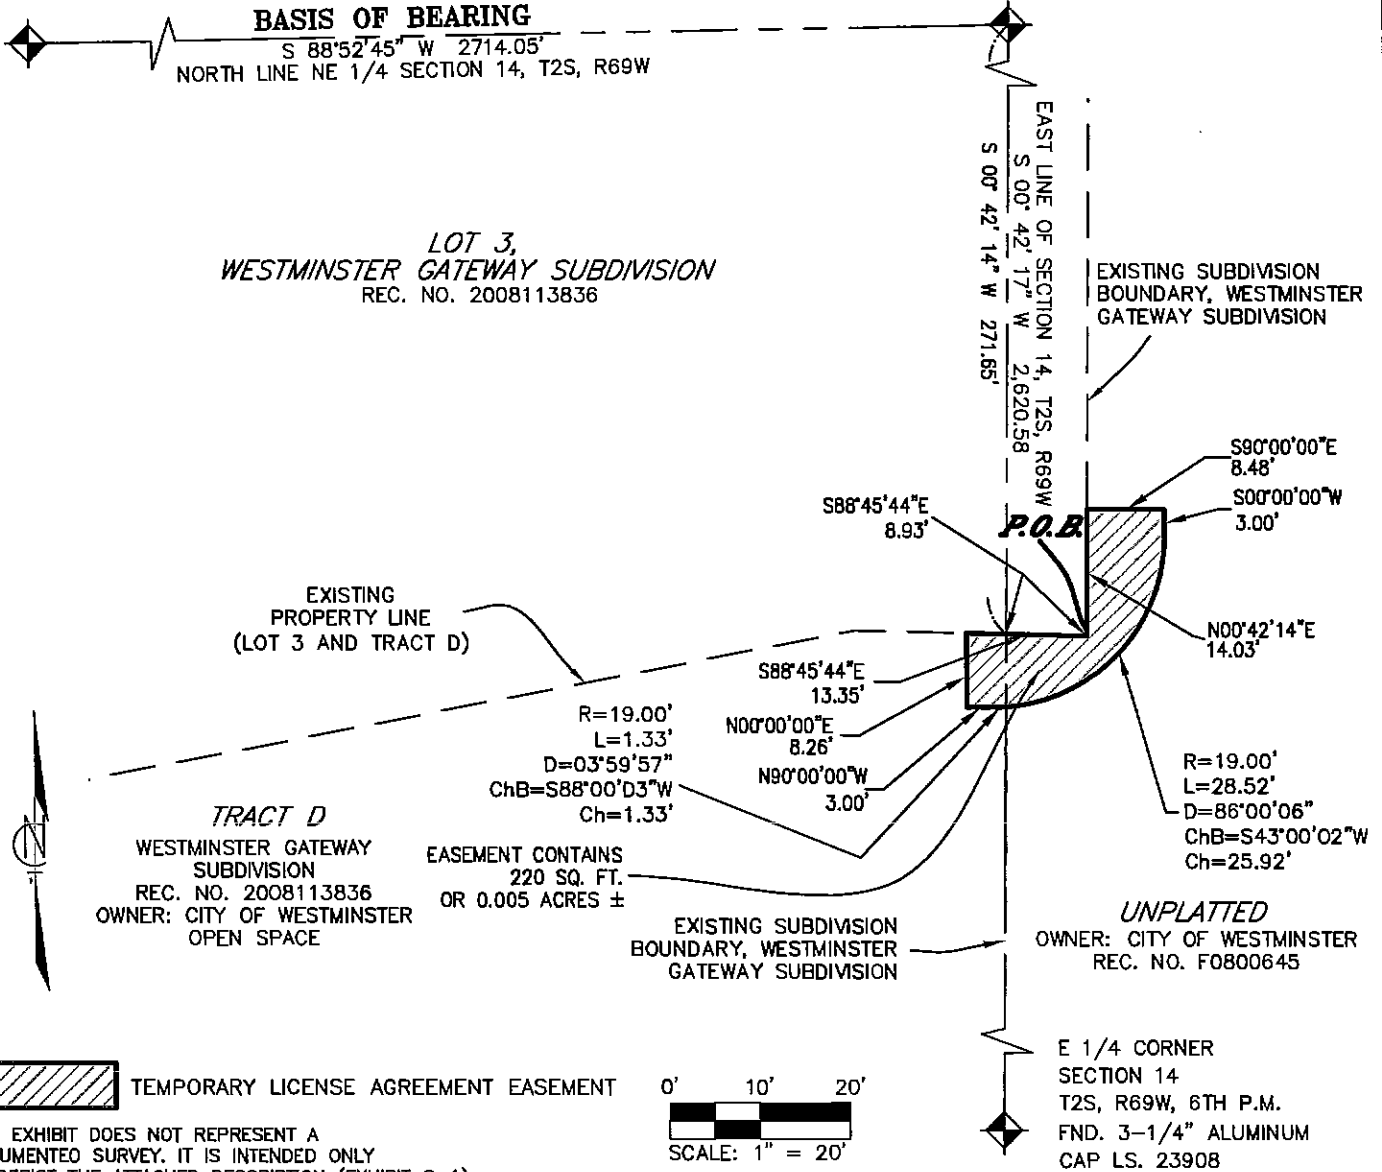 BASIS OF BEARING
S 88°52'45" W 2714.05'
NORTH LINE NE 1/4 SECTION 14, T2S, R69W
EAST LINE OF SECTION 14, T2S, R69W
S 00° 42' 17" W 2,620.58
S 00° 42' 14" W 271.65'
LOT 3,
WESTMINSTER GATEWAY SUBDIVISION
REC. NO. 2008113836
EXISTING SUBDIVISION
BOUNDARY, WESTMINSTER
GATEWAY SUBDIVISION
S90°00'00"E
8.48'
S00°00'00"W
3.00'
S88°45'44"E
8.93'
P.O.B.
EXISTING
PROPERTY LINE
(LOT 3 AND TRACT D)
N00°42'14"E
14.03'
S88°45'44"E
13.35'
N00°00'00"E
8.26'
N90°00'00"W
3.00'
R=19.00'
L=1.33'
D=03°59'57"
ChB=S88°00'D3"W
Ch=1.33'
R=19.00'
L=28.52'
D=86°00'06"
ChB=S43°00'02"W
Ch=25.92'
N
TRACT D
WESTMINSTER GATEWAY
SUBDIVISION
REC. NO. 2008113836
OWNER: CITY OF WESTMINSTER
OPEN SPACE
EASEMENT CONTAINS
220 SQ. FT.
OR 0.005 ACRES ±
EXISTING SUBDIVISION
BOUNDARY, WESTMINSTER
GATEWAY SUBDIVISION
UNPLATTED
OWNER: CITY OF WESTMINSTER
REC. NO. F0800645
TEMPORARY LICENSE AGREEMENT EASEMENT
0' 10' 20'
SCALE: 1" = 20'
E 1/4 CORNER
SECTION 14
T2S, R69W, 6TH P.M.
FND. 3-1/4" ALUMINUM
CAP LS. 23908
EXHIBIT DOES NOT REPRESENT A
UMENTEO SURVEY. IT IS INTENDED ONLY